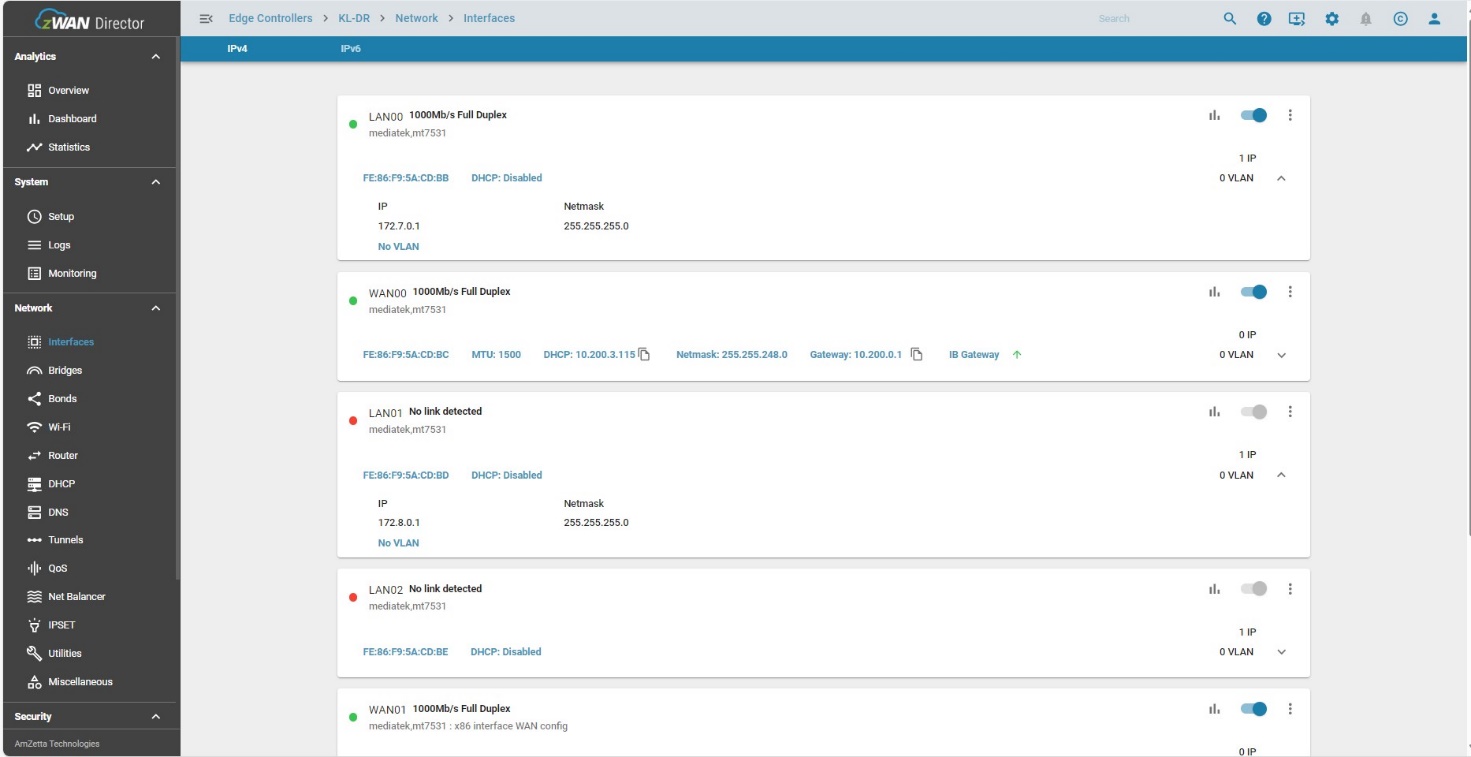 zWAN Director
Edge Controllers > KL-DR > Network > Interfaces
Search
IPv4 IPv6
Analytics
Overview
Dashboard
Statistics
System
Setup
Logs
Monitoring
Network
Interfaces
Bridges
Bonds
Wi-Fi
Router
DHCP
DNS
Tunnels
QoS
Net Balancer
IPSET
Utilities
Miscellaneous
Security
AmZetta Technologies
LAN00 1000Mb/s Full Duplex
mediatek,mt7531
1 IP
FE:86:F9:5A:CD:BB DHCP: Disabled 0 VLAN
IP Netmask
172.7.0.1 255.255.255.0
No VLAN
WAN00 1000Mb/s Full Duplex
mediatek,mt7531
0 IP
FE:86:F9:5A:CD:BC MTU: 1500 DHCP: 10.200.3.115 Netmask: 255.255.248.0 Gateway: 10.200.0.1 IB Gateway 0 VLAN
LAN01 No link detected
mediatek,mt7531
1 IP
FE:86:F9:5A:CD:BD DHCP: Disabled 0 VLAN
IP Netmask
172.8.0.1 255.255.255.0
No VLAN
LAN02 No link detected
mediatek,mt7531
1 IP
FE:86:F9:5A:CD:BE DHCP: Disabled 0 VLAN
WAN01 1000Mb/s Full Duplex
mediatek,mt7531 : x86 interface WAN config
0 IP